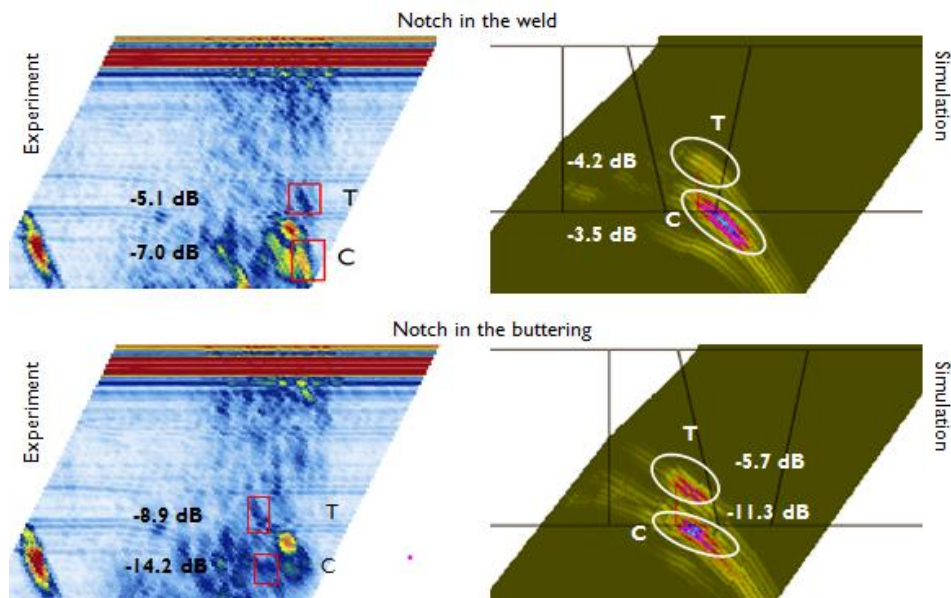 Notch in the weld
Experiment
-5.1 dB
T
-7.0 dB
C
T
-4.2 dB
C
-3.5 dB
Simulation
Notch in the buttering
Experiment
-8.9 dB
T
-14.2 dB
C
T
-5.7 dB
-11.3 dB
C
Simulation